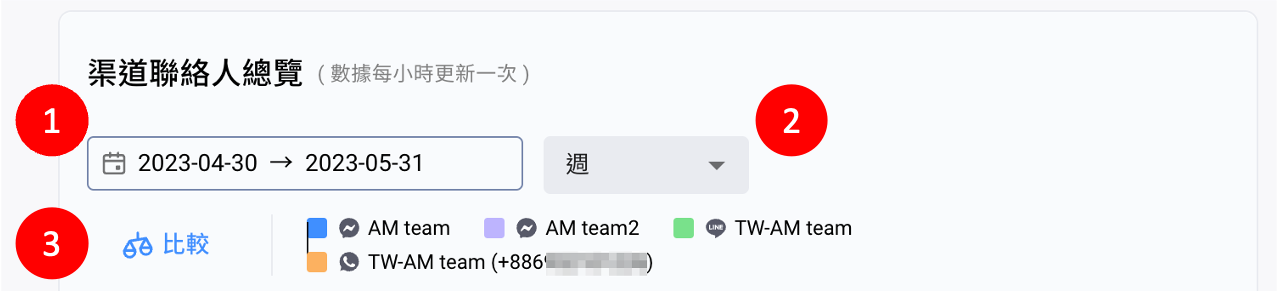 渠道聯絡人總覽 ( 數據每小時更新一次 )
1
2
2023-04-30 → 2023-05-31 週
3
比較
AM team AM team2 LINE TW-AM team
TW-AM team (+886